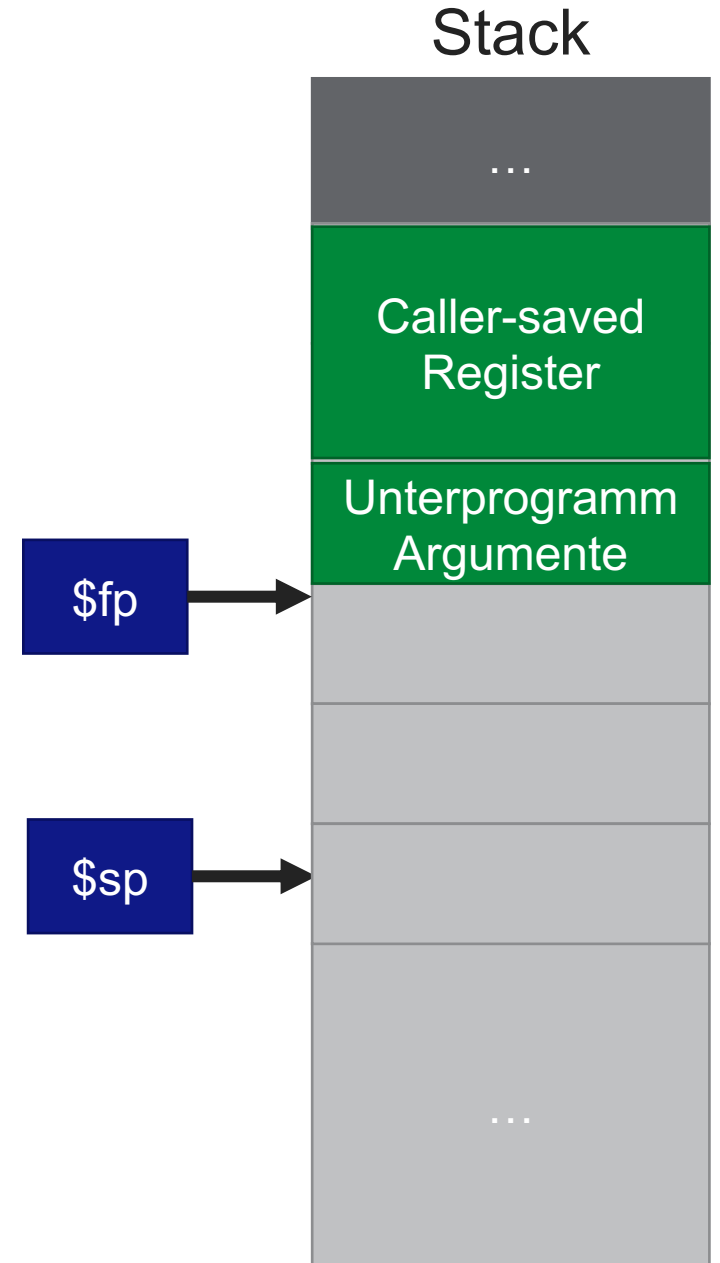 Stack
...
Caller-saved
Register
Unterprogramm
Argumente
$fp
$sp
...